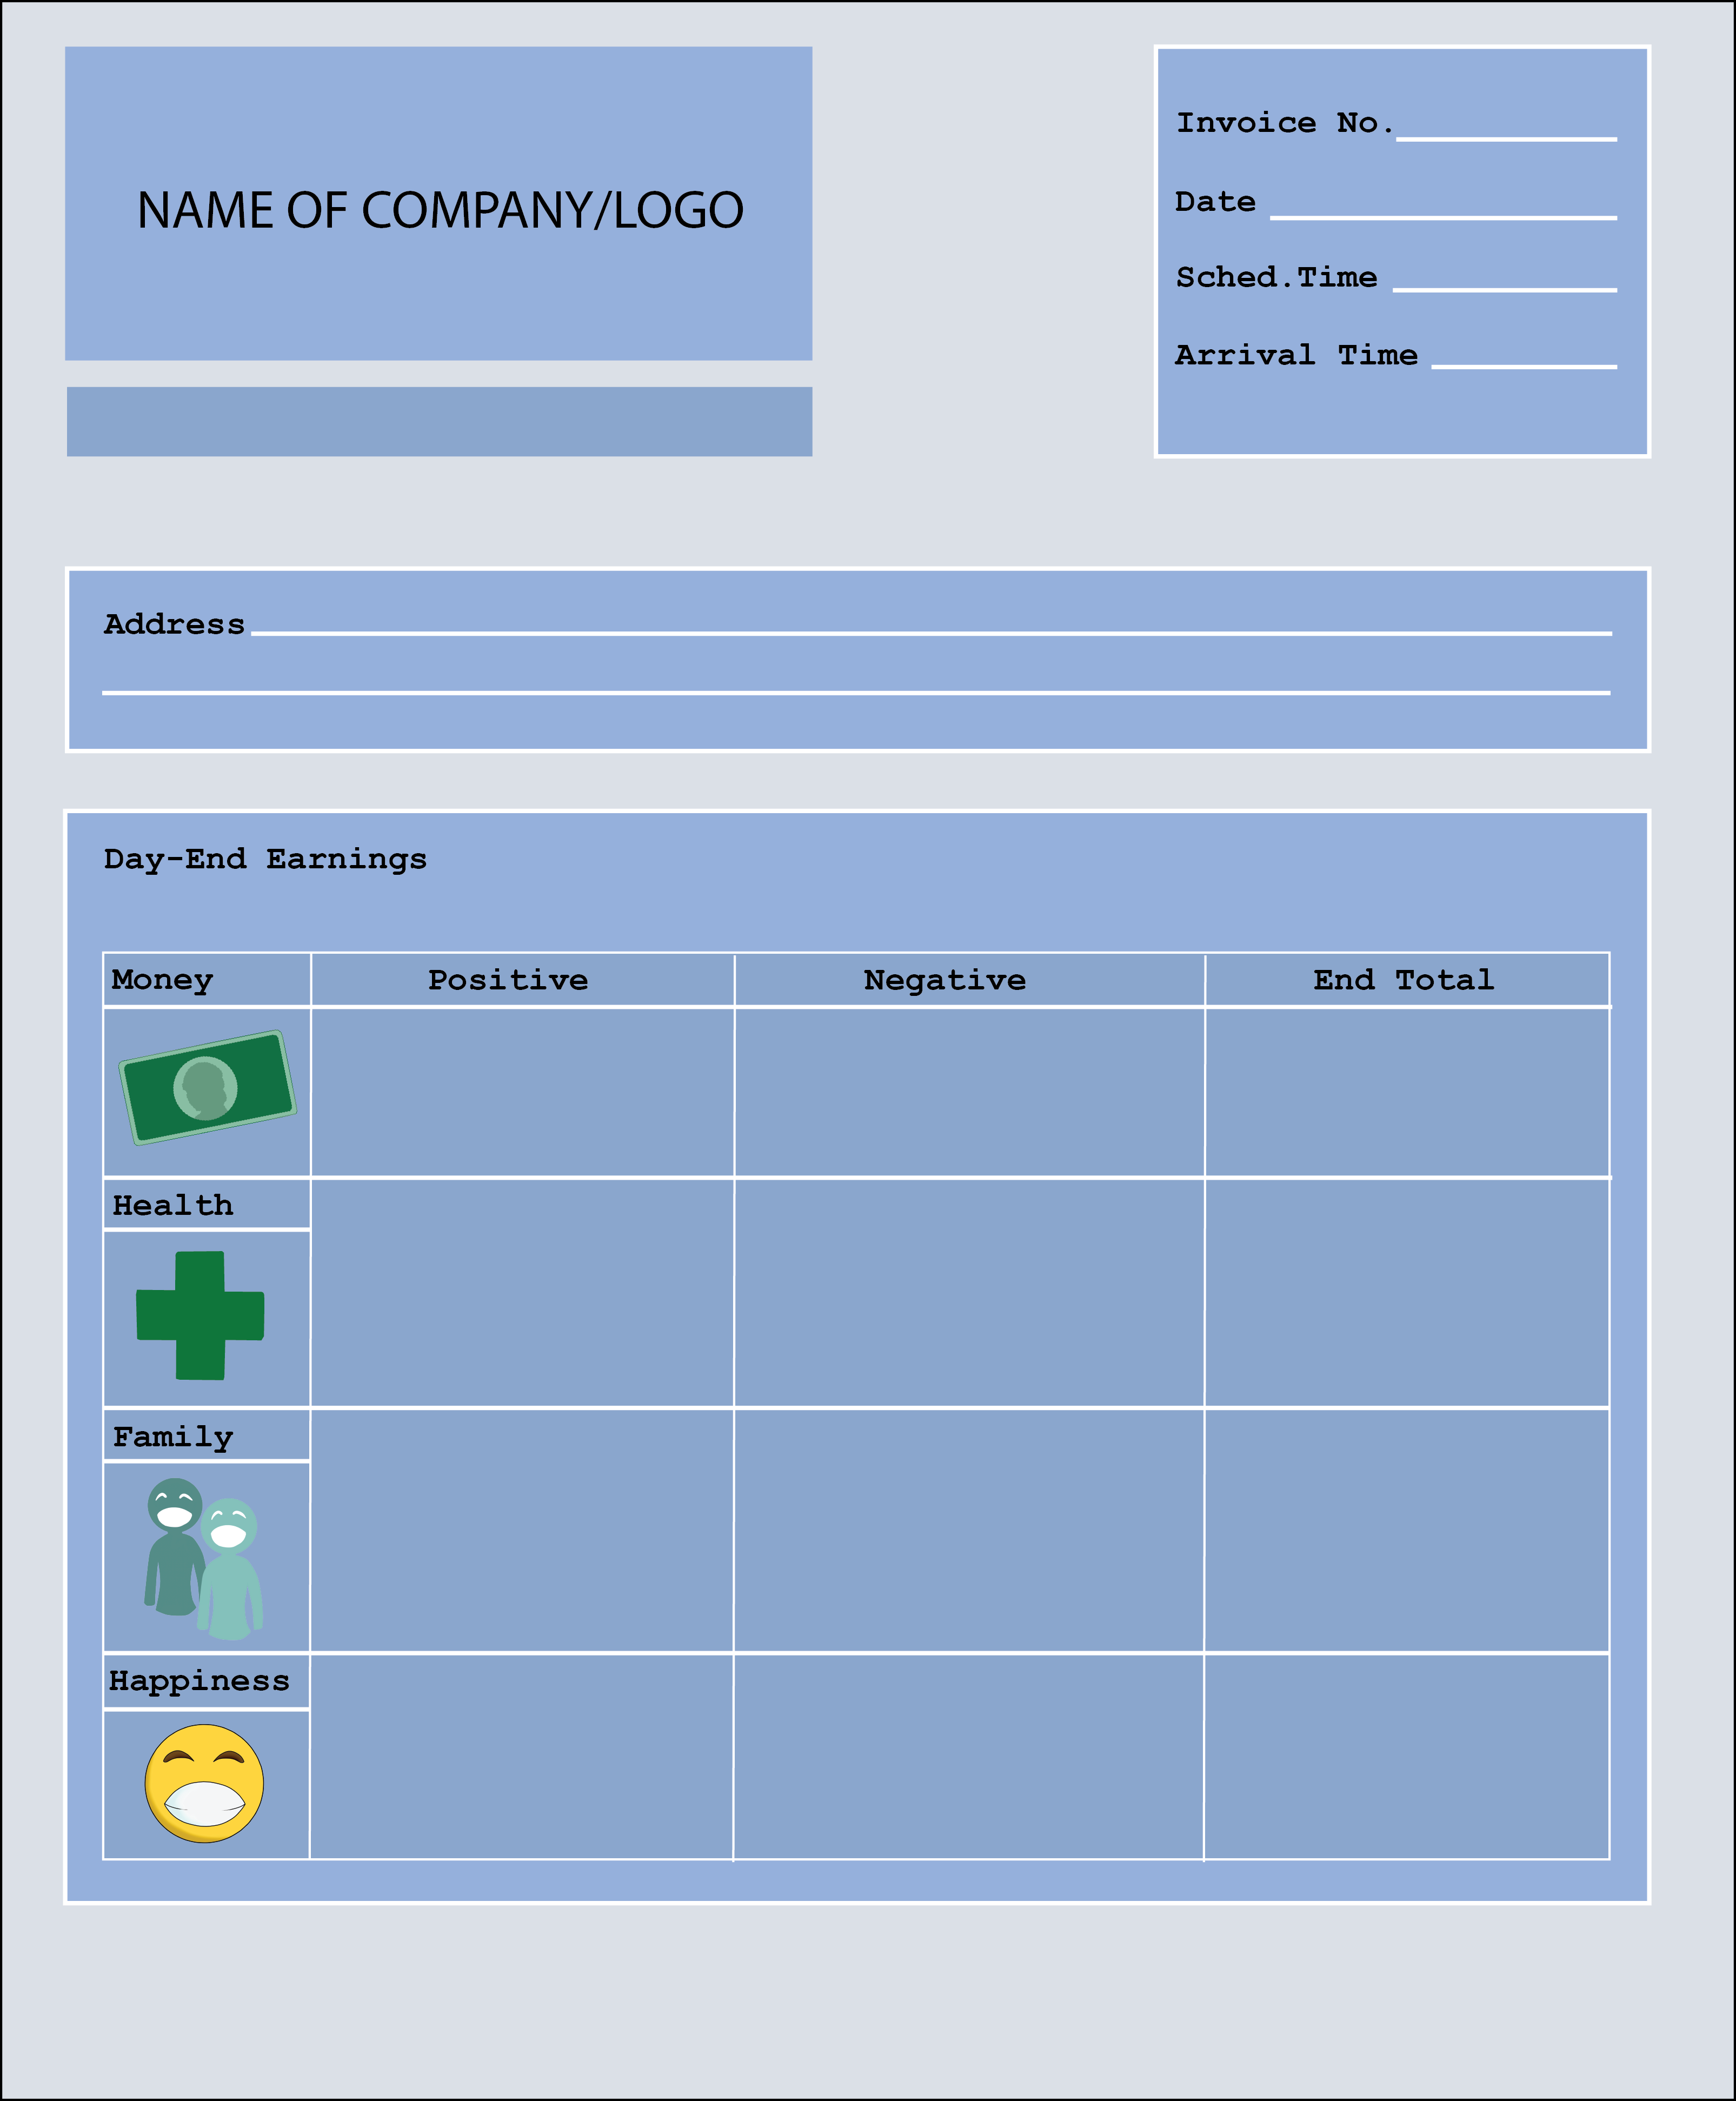 NAME OF COMPANY/LOGO
Invoice No.
Date
Sched.Time
Arrival Time
Address
Day-End Earnings
Money Positive Negative End Total
Health
Family
Happiness